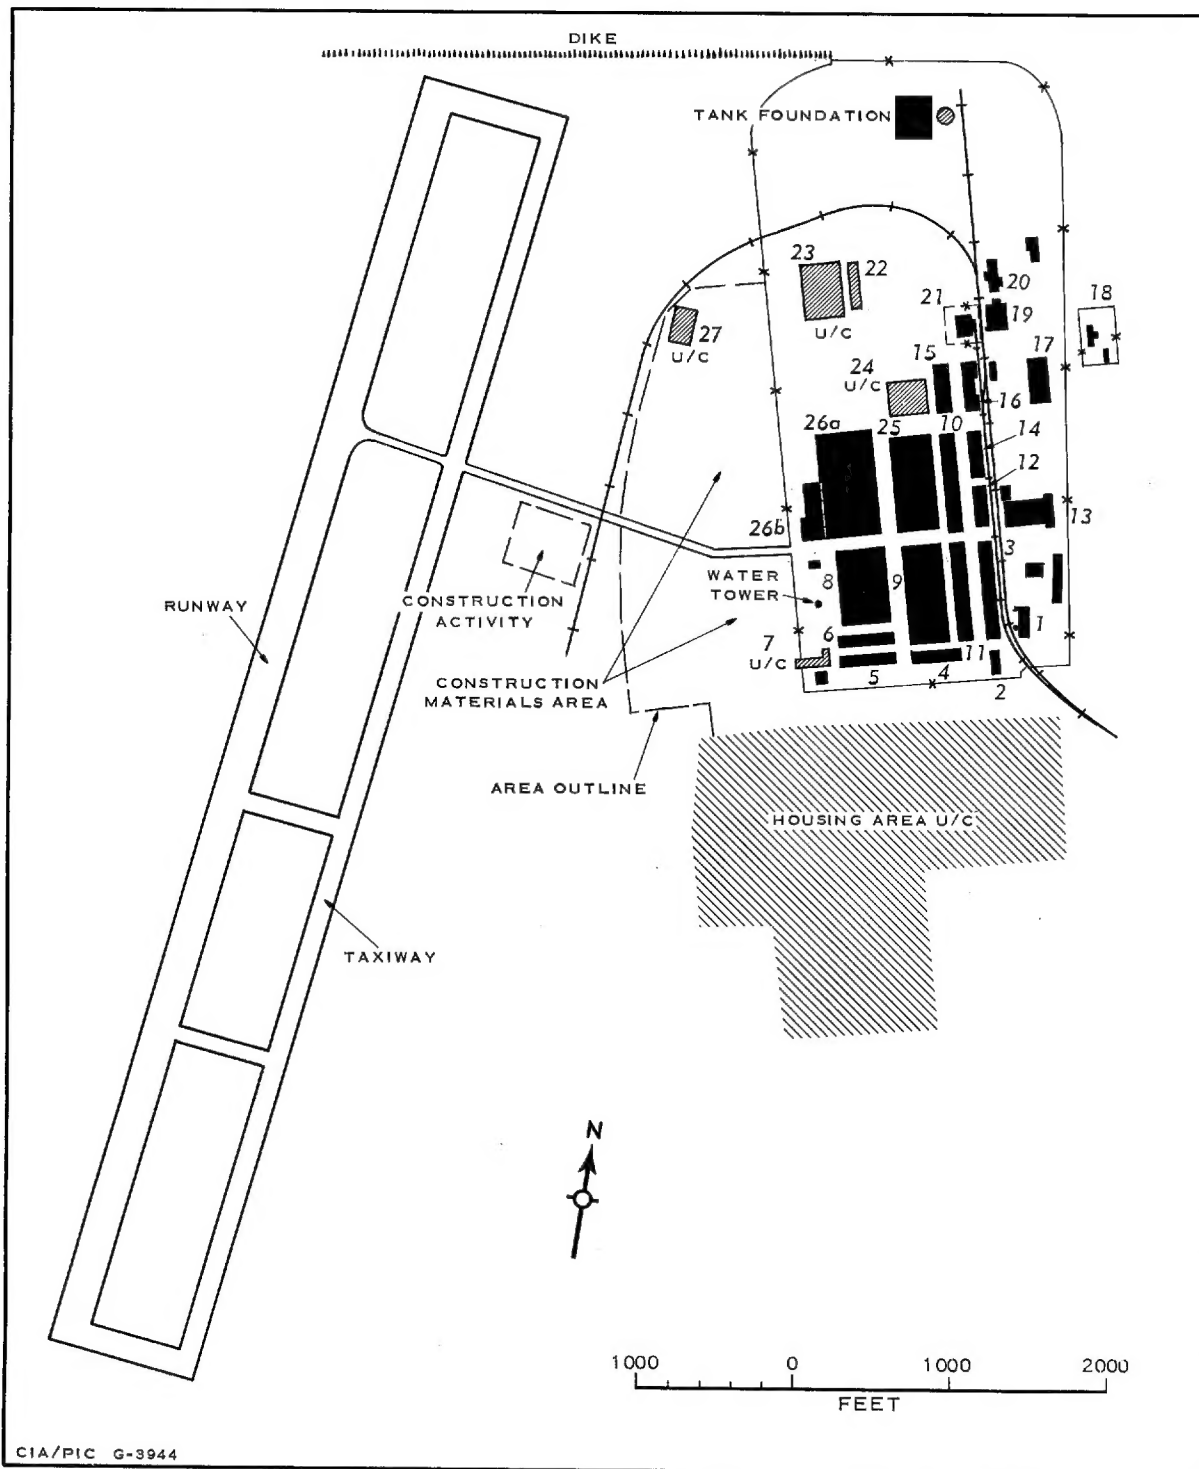 DIKE
TANK FOUNDATION
23
22
20
21
19
18
27
U/C
U/C
15
17
24
U/C
16
26a
25
10
14
12
26b
13
3
WATER
TOWER
8
9
RUNWAY
CONSTRUCTION
ACTIVITY
1
6
7
U/C
11
CONSTRUCTION
MATERIALS AREA
5
4
2
AREA OUTLINE
HOUSING AREA U/C
TAXIWAY
N
1000 0 1000 2000
FEET
CIA/PIC G-3944